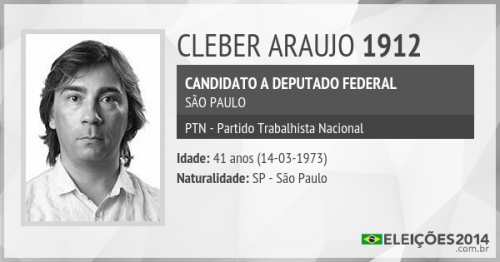 CLEBER ARAUJO 1912
CANDIDATO A DEPUTADO FEDERAL
SÃO PAULO
PTN - Partido Trabalhista Nacional
Idade: 41 anos (14-03-1973)
Naturalidade: SP - São Paulo
ELEIÇÕES2014
.com.br